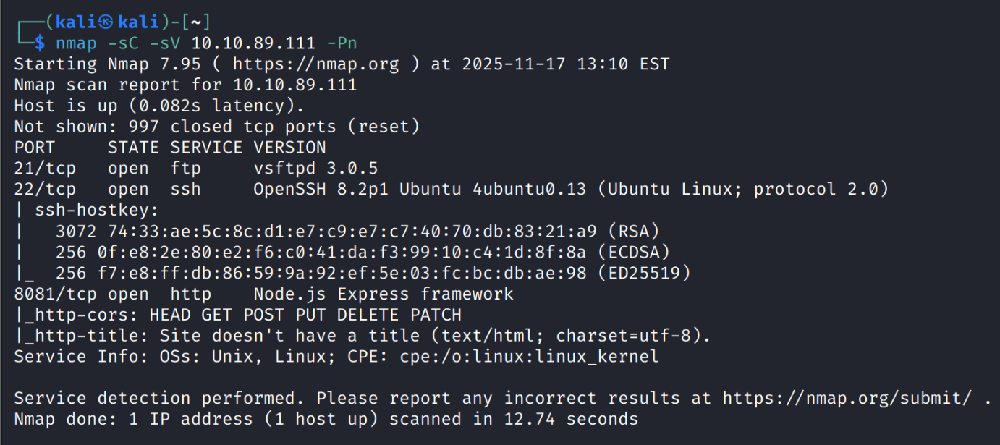 ┌──(kali㉿kali)-[~]
└─$ nmap -sC -sV 10.10.89.111 -Pn
Starting Nmap 7.95 ( https://nmap.org ) at 2025-11-17 13:10 EST
Nmap scan report for 10.10.89.111
Host is up (0.082s latency).
Not shown: 997 closed tcp ports (reset)
PORT     STATE SERVICE VERSION
21/tcp   open  ftp     vsftpd 3.0.5
22/tcp   open  ssh     OpenSSH 8.2p1 Ubuntu 4ubuntu0.13 (Ubuntu Linux; protocol 2.0)
| ssh-hostkey:
|   3072 74:33:ae:5c:8c:d1:e7:c9:e7:c7:40:70:db:83:21:a9 (RSA)
|   256 0f:e8:2e:80:e2:f6:c0:41:da:f3:99:10:c4:1d:8f:8a (ECDSA)
|_  256 f7:e8:ff:db:86:59:9a:92:ef:5e:03:fc:bc:db:ae:98 (ED25519)
8081/tcp open  http    Node.js Express framework
|_http-cors: HEAD GET POST PUT DELETE PATCH
|_http-title: Site doesn't have a title (text/html; charset=utf-8).
Service Info: OSs: Unix, Linux; CPE: cpe:/o:linux:linux_kernel

Service detection performed. Please report any incorrect results at https://nmap.org/submit/ .
Nmap done: 1 IP address (1 host up) scanned in 12.74 seconds